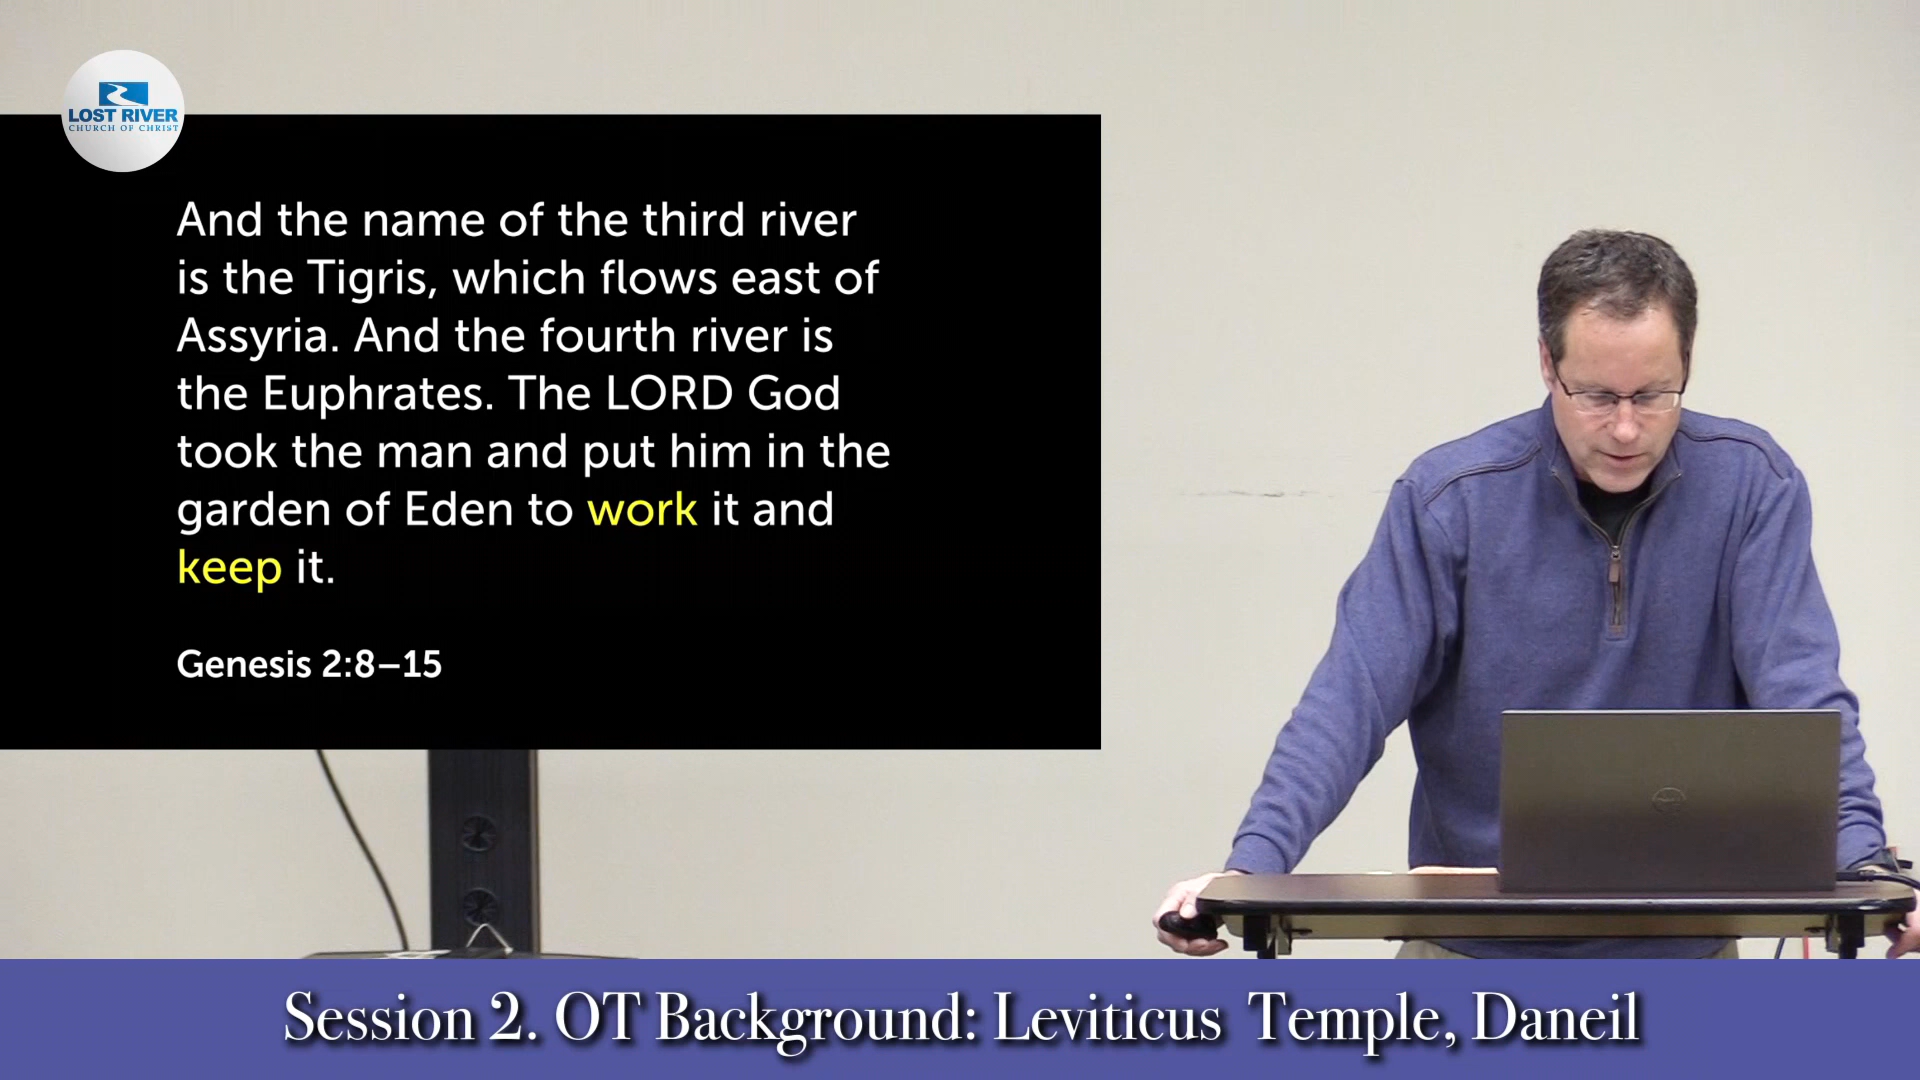 LOST RIVER
CHURCH OF CHRIST
And the name of the third river
is the Tigris, which flows east of
Assyria. And the fourth river is
the Euphrates. The LORD God
took the man and put him in the
garden of Eden to work it and
keep it.
Genesis 2:8–15
Session 2. OT Background: Leviticus Temple, Daneil